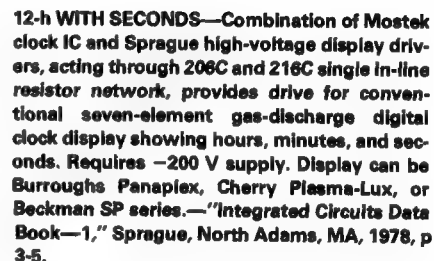 12-h WITH SECONDS—Combination of Mostek
clock IC and Sprague high-voltage display driv-
ers, acting through 206C and 216C single in-line
resistor network, provides drive for conven-
tional seven-element gas-discharge digital
clock display showing hours, minutes, and sec-
onds. Requires −200 V supply. Display can be
Burroughs Panaplex, Cherry Plasma-Lux, or
Beckman SP series.—"Integrated Circuits Data
Book—1," Sprague, North Adams, MA, 1978, p
3-5.